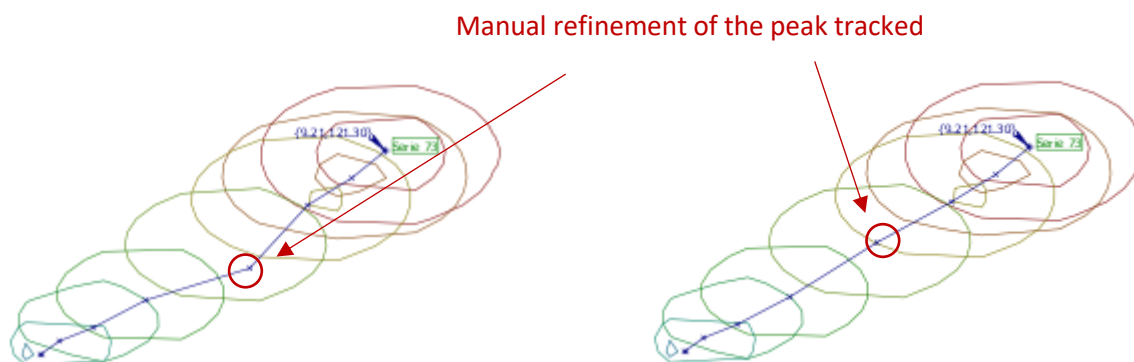 Manual refinement of the peak tracked
{9.21,121.30}
Serie 73
{9.21,121.30}
Serie 73